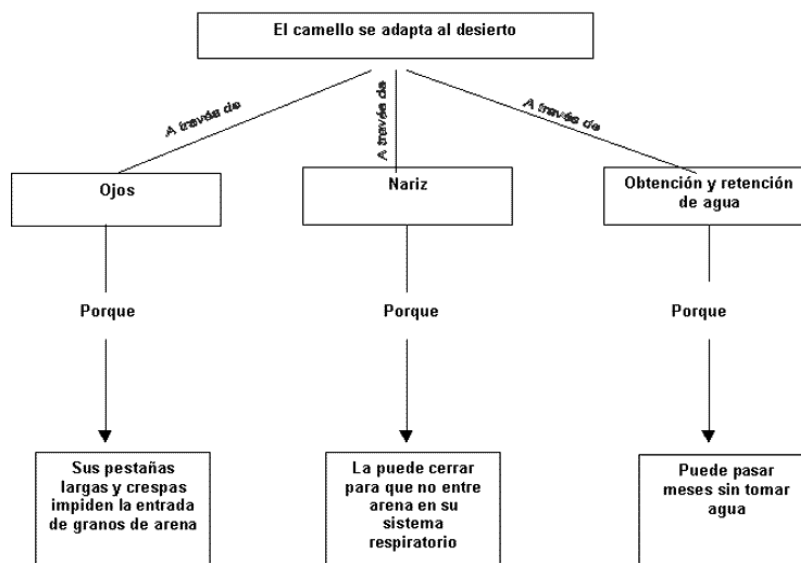 El camello se adapta al desierto
A través de
A través de
A través de
Ojos
Nariz
Obtención y retención
de agua
Porque
Porque
Porque
Sus pestañas
largas y crespas
impiden la entrada
de granos de arena
La puede cerrar
para que no entre
arena en su
sistema
respiratorio
Puede pasar
meses sin tomar
agua